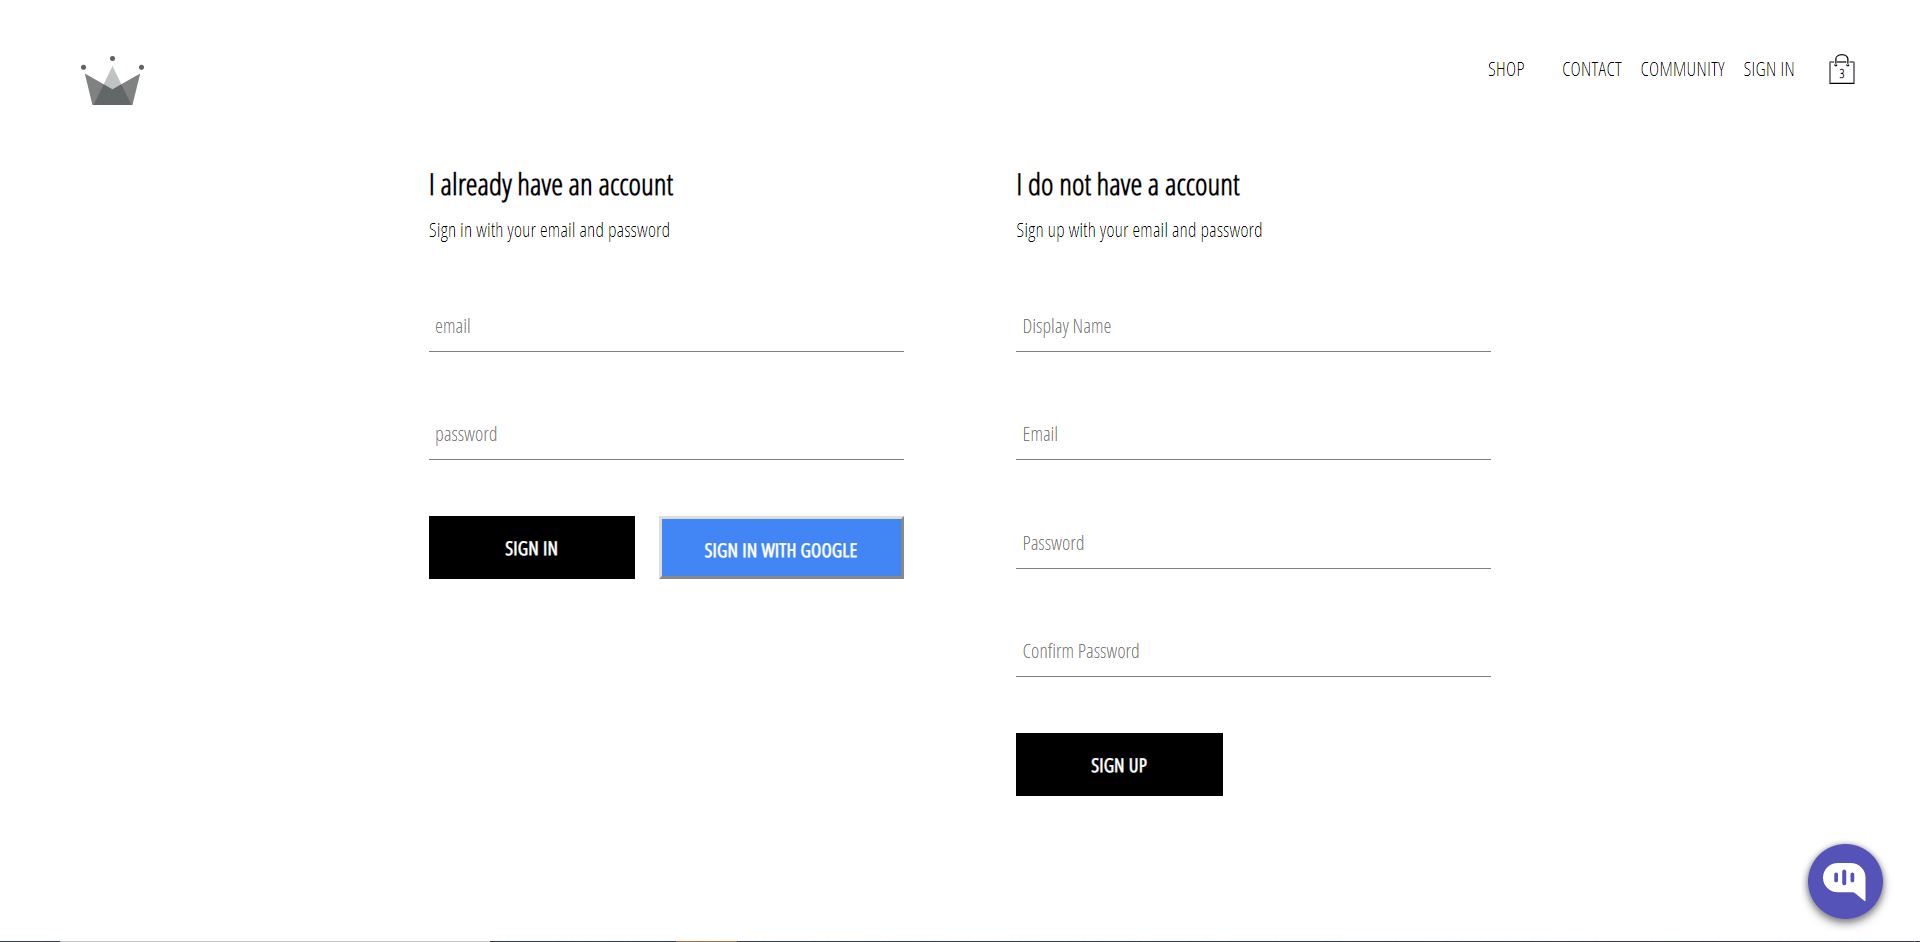 SHOP CONTACT COMMUNITY SIGN IN 3
I already have an account
Sign in with your email and password
email
password
SIGN IN SIGN IN WITH GOOGLE
I do not have a account
Sign up with your email and password
Display Name
Email
Password
Confirm Password
SIGN UP